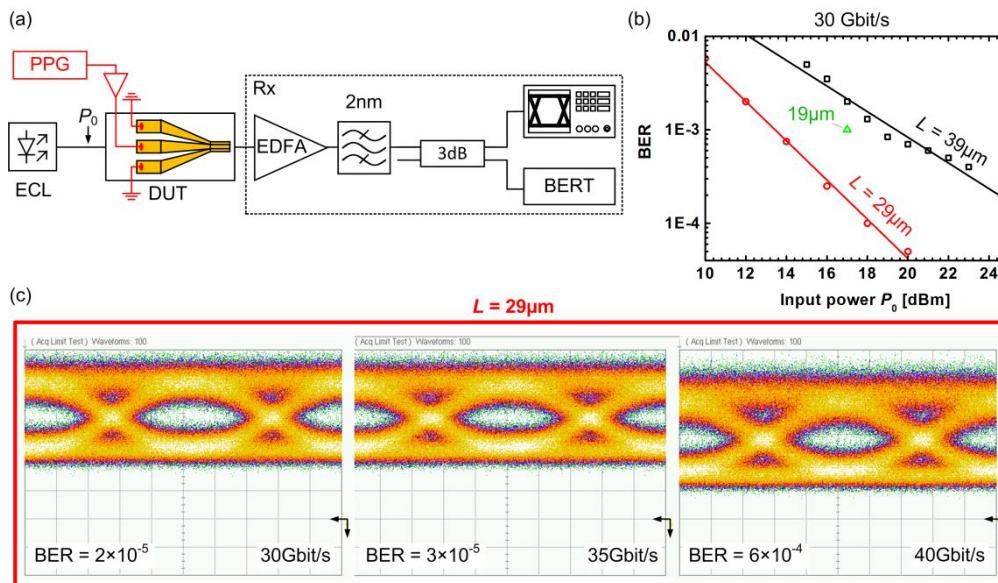 (a)
PPG
P0
ECL
DUT
Rx
EDFA
2nm
3dB
BERT
(b)
30 Gbit/s
0.01
1E-3
1E-4
BER
19µm
L = 39µm
L = 29µm
10 12 14 16 18 20 22 24
Input power P0 [dBm]
(c)
L = 29µm
( Acq Limit Test ) Waveforms: 100
BER = 2×10-5
30Gbit/s
( Acq Limit Test ) Waveforms: 100
BER = 3×10-5
35Gbit/s
( Acq Limit Test ) Waveforms: 100
BER = 6×10-4
40Gbit/s